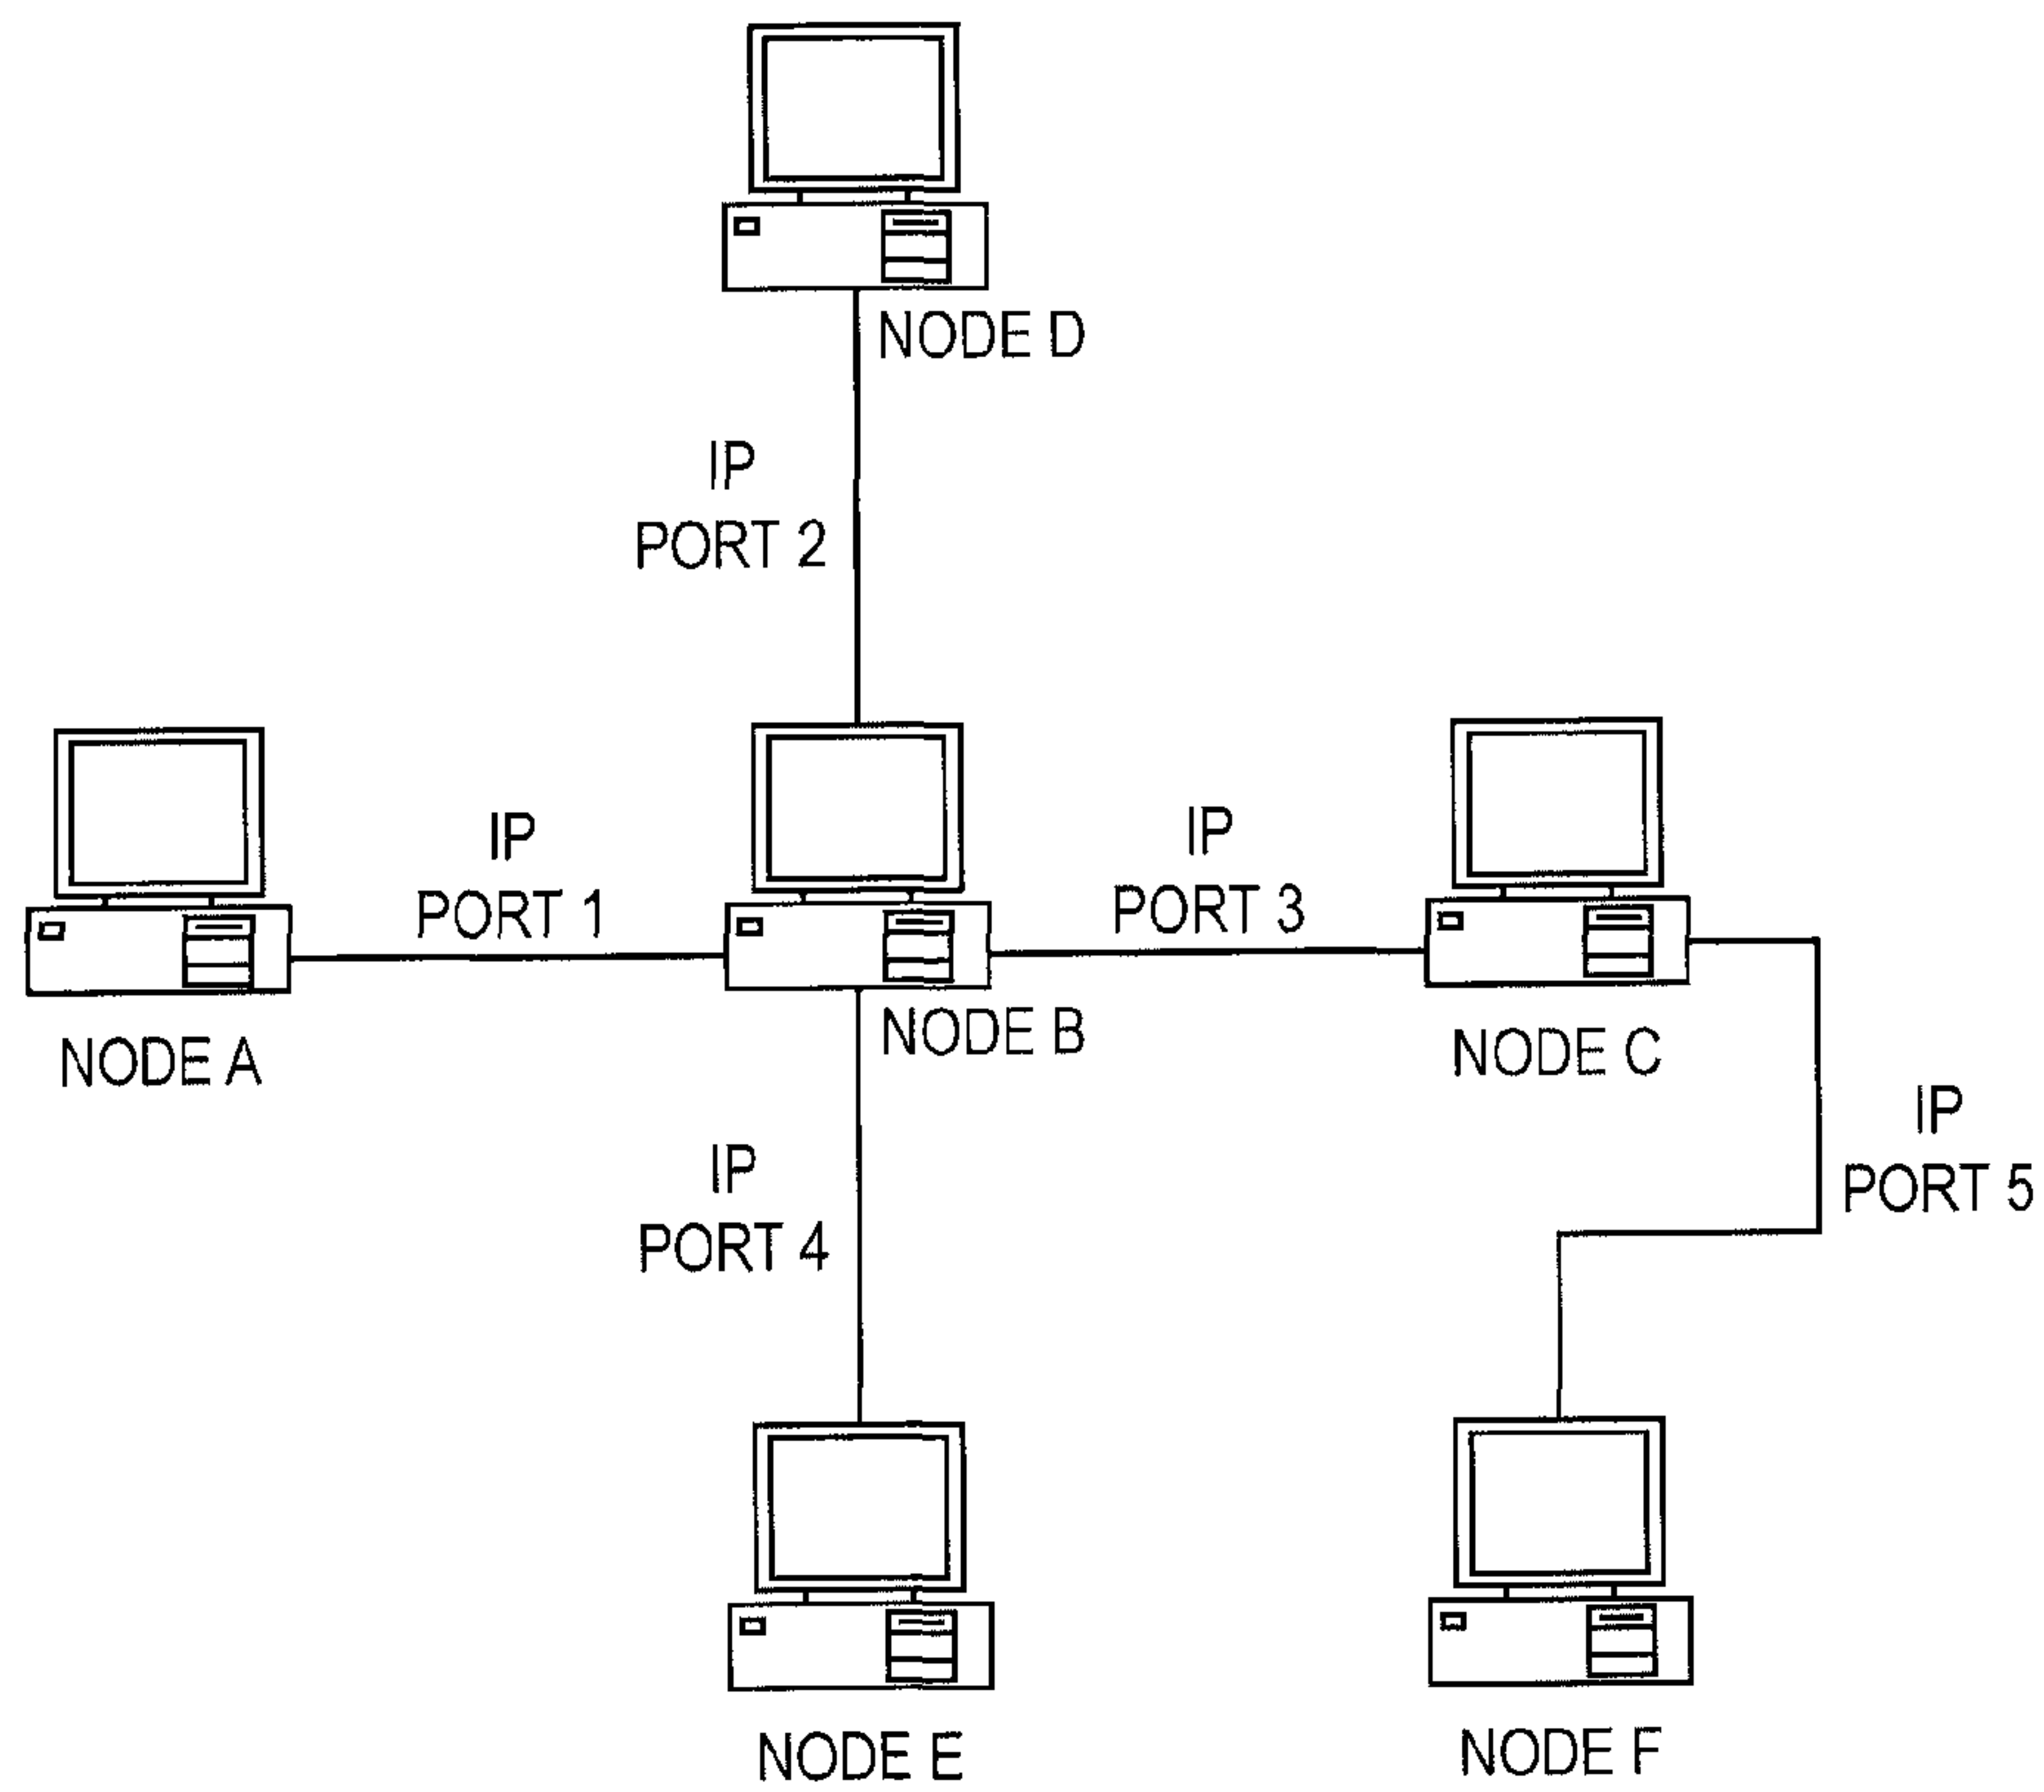 NODE D
IP
PORT 2
IP
PORT 1
IP
PORT 3
NODE A
NODE B
NODE C
IP
PORT 5
IP
PORT 4
NODE E
NODE F